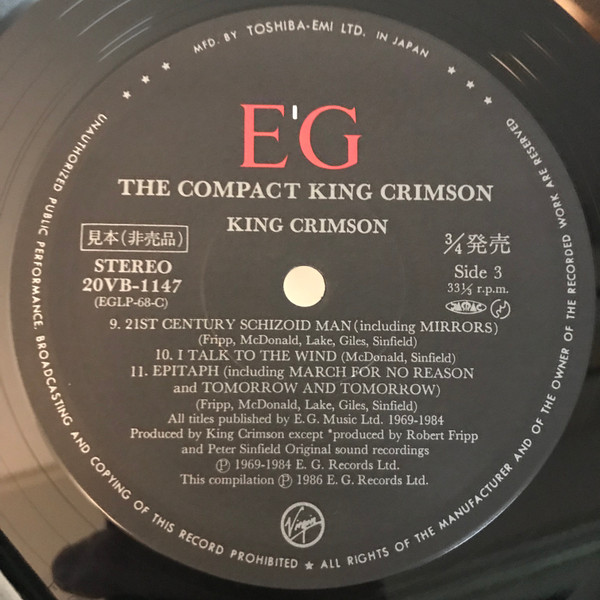 MFD. BY TOSHIBA-EMI LTD. IN JAPAN
★ ★ ★
★ ★ ★
E'G
THE COMPACT KING CRIMSON
KING CRIMSON
見本(非売品)
3/4発売
STEREO
Side 3
20VB-1147
33⅓ r.p.m.
(EGLP-68-C)
9. 21ST CENTURY SCHIZOID MAN (including MIRRORS)
(Fripp, McDonald, Lake, Giles, Sinfield)
10. I TALK TO THE WIND (McDonald, Sinfield)
11. EPITAPH (including MARCH FOR NO REASON
and TOMORROW AND TOMORROW)
(Fripp, McDonald, Lake, Giles, Sinfield)
All titles published by E.G. Music Ltd. 1969-1984
Produced by King Crimson except *produced by Robert Fripp
and Peter Sinfield Original sound recordings
Ⓟ 1969-1984 E. G. Records Ltd.
This compilation Ⓟ 1986 E. G. Records Ltd.
Virgin
UNAUTHORIZED PUBLIC PERFORMANCE, BROADCASTING AND COPYING OF THIS RECORD PROHIBITED ★ ALL RIGHTS OF THE MANUFACTURER AND OF THE OWNER OF THE RECORDED WORK ARE RESERVED